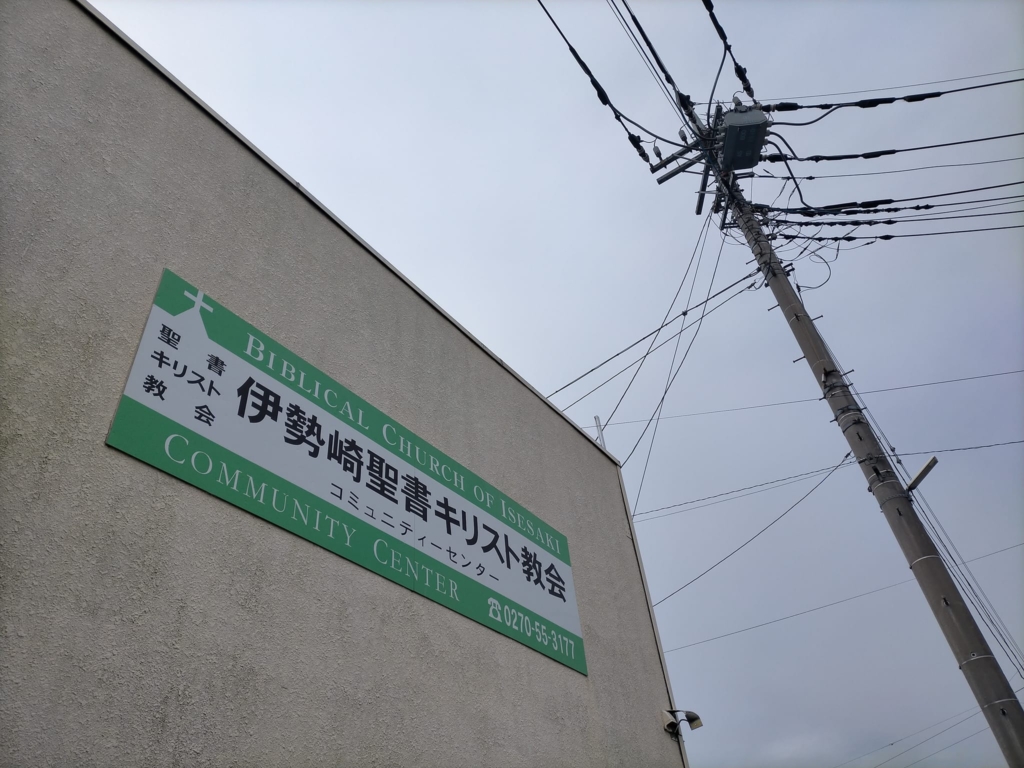 BIBLICAL CHURCH OF ISESAKI
聖書
キリスト
教会
伊勢崎聖書キリスト教会
コミュニティーセンター
COMMUNITY CENTER
☎0270-55-3177